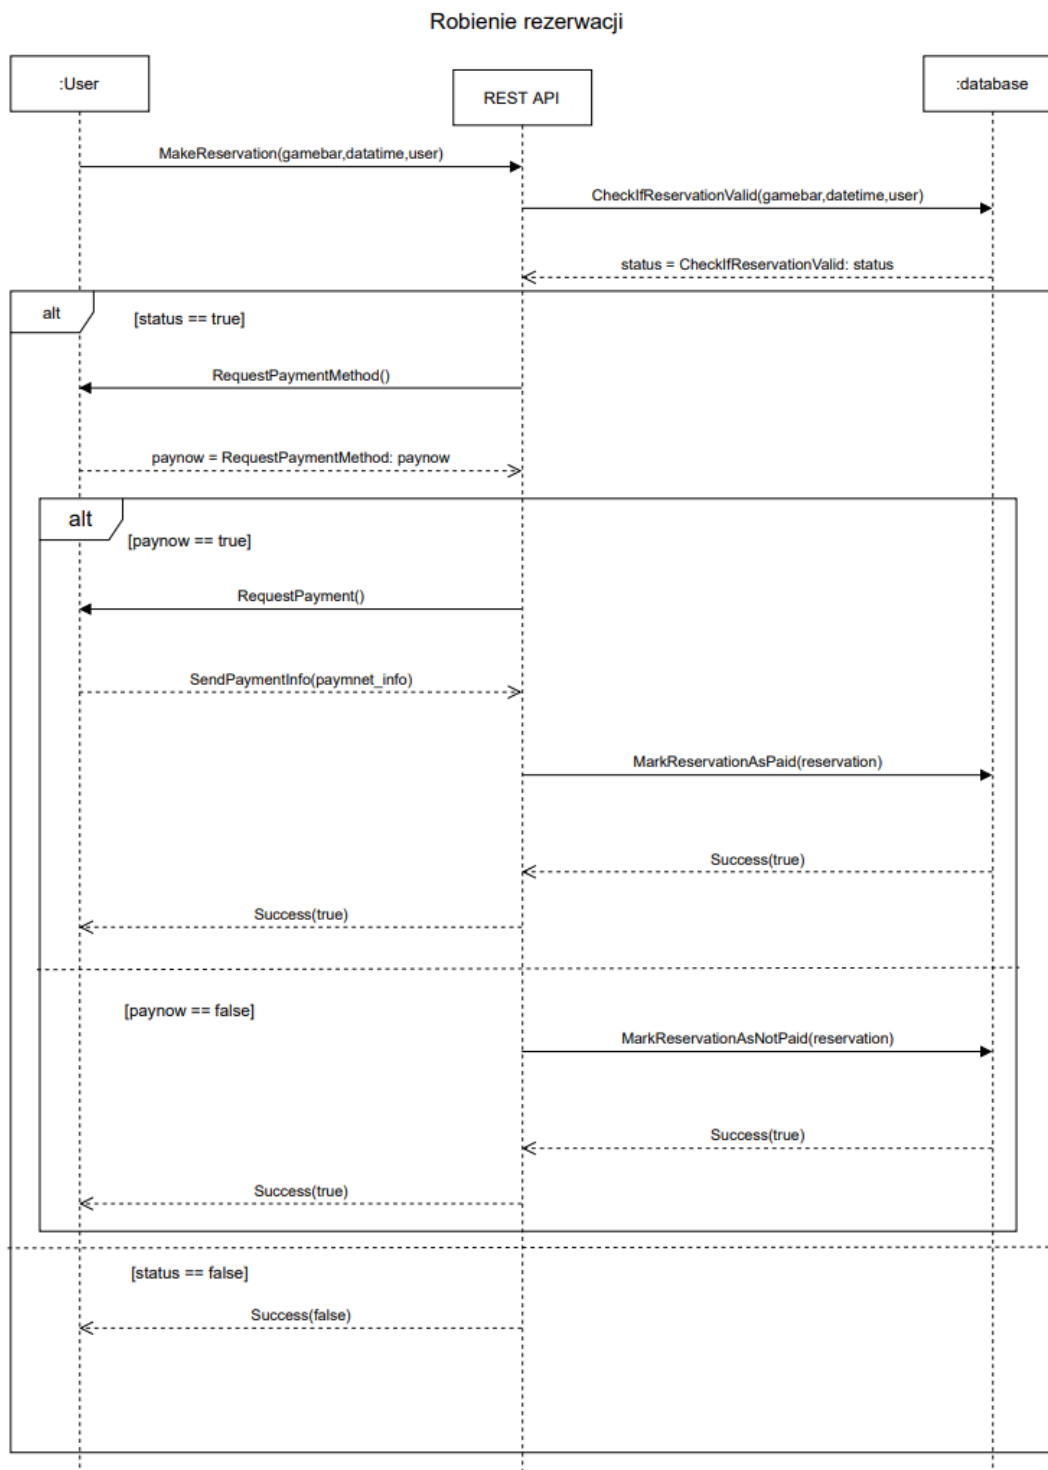 Robienie rezerwacji
:User
REST API
:database
MakeReservation(gamebar,datatime,user)
CheckIfReservationValid(gamebar,datetime,user)
status = CheckIfReservationValid: status
alt
[status == true]
RequestPaymentMethod()
paynow = RequestPaymentMethod: paynow
alt
[paynow == true]
RequestPayment()
SendPaymentInfo(paymnet_info)
MarkReservationAsPaid(reservation)
Success(true)
Success(true)
[paynow == false]
MarkReservationAsNotPaid(reservation)
Success(true)
Success(true)
[status == false]
Success(false)